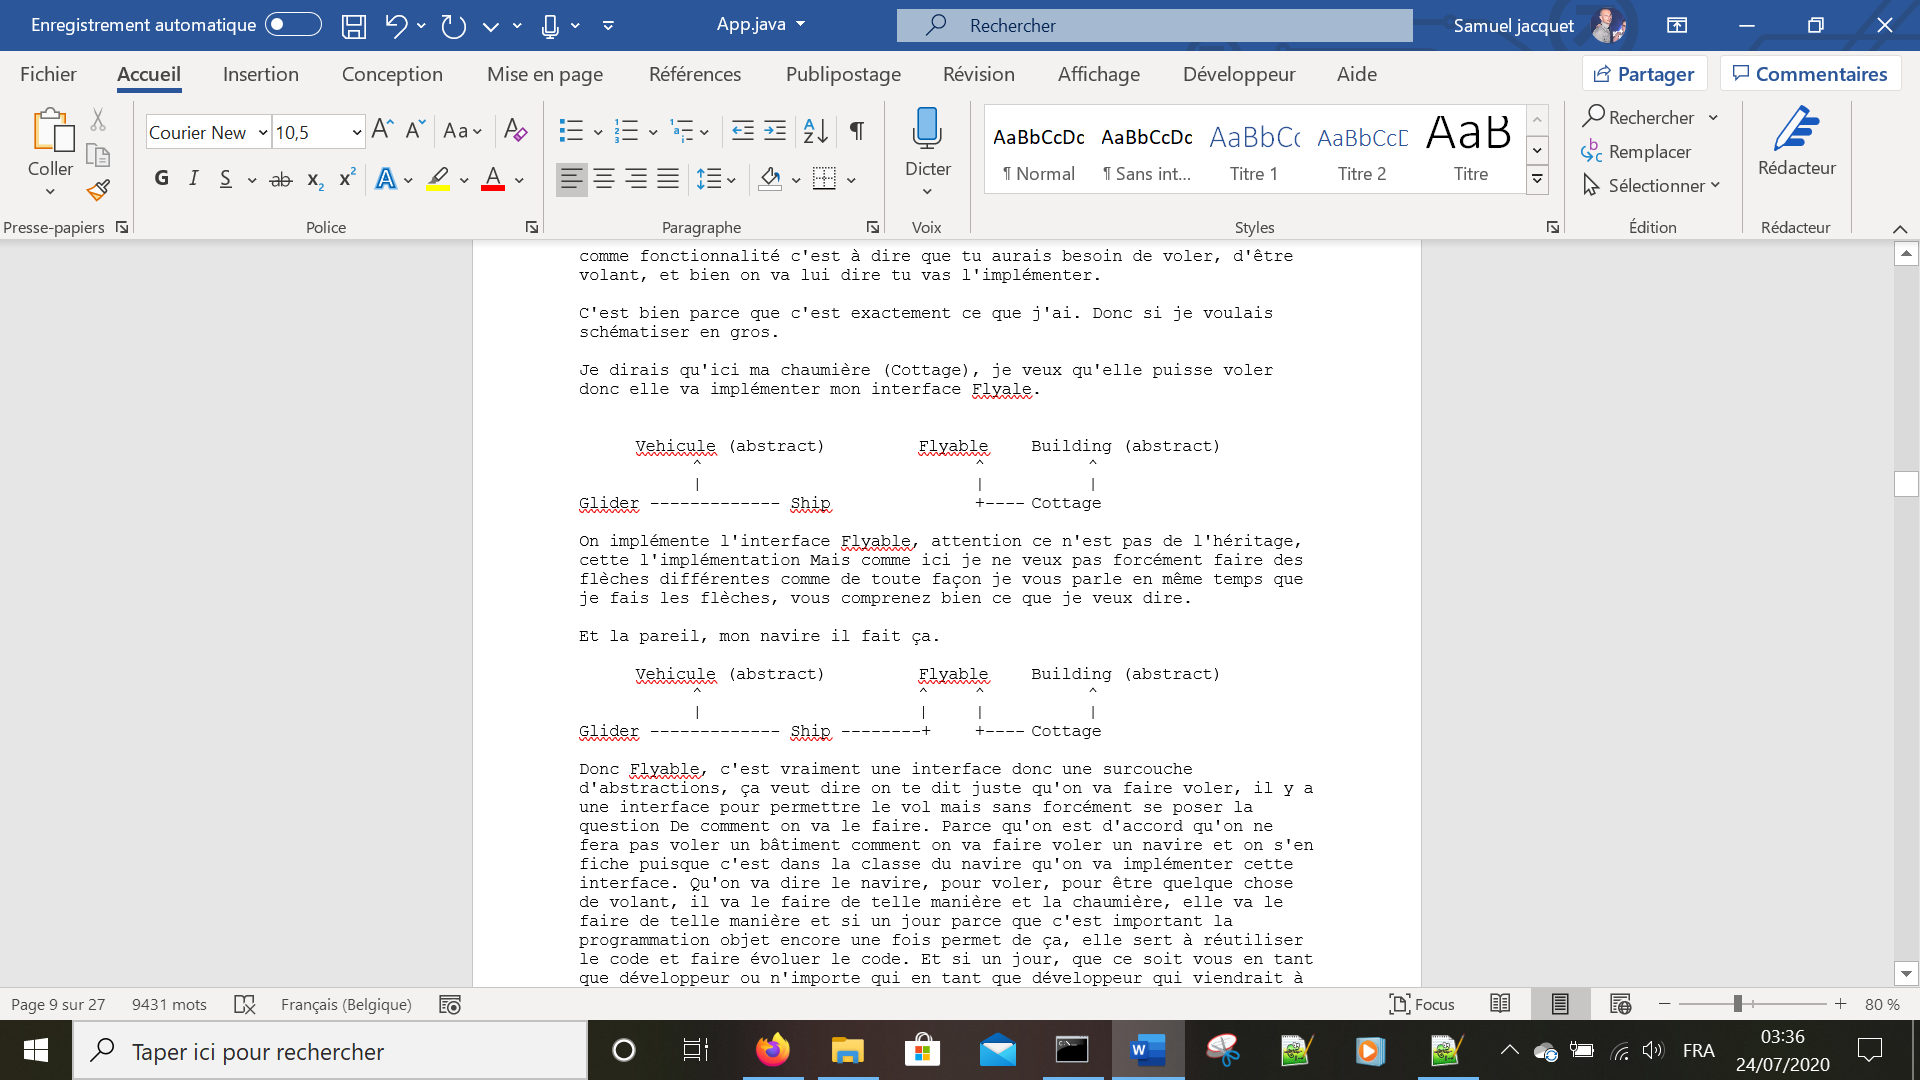 Enregistrement automatique
App.java
Rechercher
Samuel jacquet
Fichier Accueil Insertion Conception Mise en page Références Publipostage Révision Affichage Développeur Aide Partager Commentaires
Coller
Presse-papiers
Courier New 10,5
G I S ab x₂ x² A A
Police
Paragraphe
Dicter
Voix
AaBbCcDc AaBbCcDc AaBbCc AaBbCcD AaB
¶ Normal ¶ Sans int... Titre 1 Titre 2 Titre
Styles
Rechercher
Remplacer
Sélectionner
Édition
Rédacteur
Rédacteur
comme fonctionnalité c'est à dire que tu aurais besoin de voler, d'être
volant, et bien on va lui dire tu vas l'implémenter.
C'est bien parce que c'est exactement ce que j'ai. Donc si je voulais
schématiser en gros.
Je dirais qu'ici ma chaumière (Cottage), je veux qu'elle puisse voler
donc elle va implémenter mon interface Flyale.
Vehicule (abstract) Flyable Building (abstract)
^ ^ ^
| | |
Glider ------------- Ship +---- Cottage
On implémente l'interface Flyable, attention ce n'est pas de l'héritage,
cette l'implémentation Mais comme ici je ne veux pas forcément faire des
flèches différentes comme de toute façon je vous parle en même temps que
je fais les flèches, vous comprenez bien ce que je veux dire.
Et la pareil, mon navire il fait ça.
Vehicule (abstract) Flyable Building (abstract)
^ ^ ^ ^
| | | |
Glider ------------- Ship --------+ +---- Cottage
Donc Flyable, c'est vraiment une interface donc une surcouche
d'abstractions, ça veut dire on te dit juste qu'on va faire voler, il y a
une interface pour permettre le vol mais sans forcément se poser la
question De comment on va le faire. Parce qu'on est d'accord qu'on ne
fera pas voler un bâtiment comment on va faire voler un navire et on s'en
fiche puisque c'est dans la classe du navire qu'on va implémenter cette
interface. Qu'on va dire le navire, pour voler, pour être quelque chose
de volant, il va le faire de telle manière et la chaumière, elle va le
faire de telle manière et si un jour parce que c'est important la
programmation objet encore une fois permet de ça, elle sert à réutiliser
le code et faire évoluer le code. Et si un jour, que ce soit vous en tant
que développeur ou n'importe qui en tant que développeur qui viendrait à
Page 9 sur 27 9431 mots Français (Belgique) Focus 80 %
Taper ici pour rechercher
FRA
03:36
24/07/2020